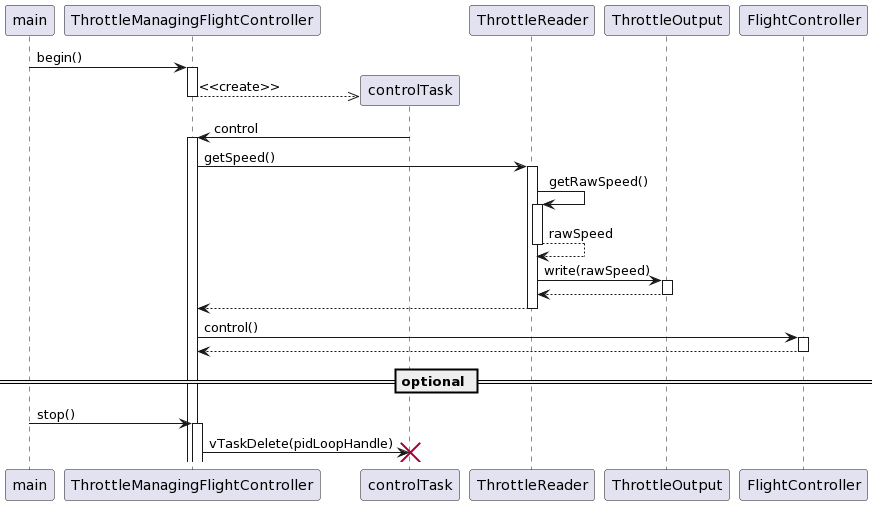 main ThrottleManagingFlightController ThrottleReader ThrottleOutput FlightController
begin()
<<create>>
controlTask
control
getSpeed()
getRawSpeed()
rawSpeed
write(rawSpeed)
control()
optional
stop()
vTaskDelete(pidLoopHandle)
main ThrottleManagingFlightController controlTask ThrottleReader ThrottleOutput FlightController